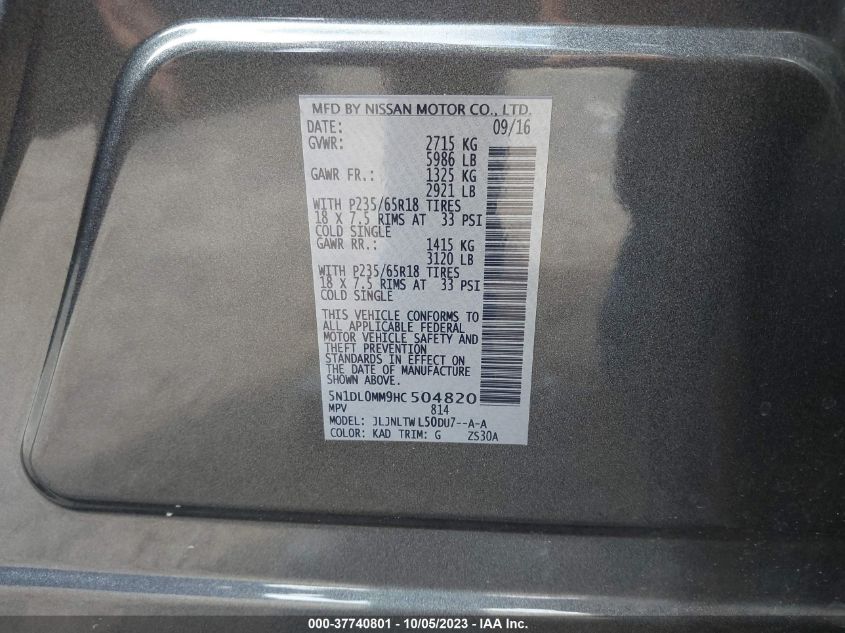 MFD BY NISSAN MOTOR CO., LTD.
DATE: 09/16
GVWR: 2715 KG
5986 LB
GAWR FR.: 1325 KG
2921 LB
WITH P235/65R18 TIRES
18 X 7.5 RIMS AT 33 PSI
COLD SINGLE
GAWR RR.: 1415 KG
3120 LB
WITH P235/65R18 TIRES
18 X 7.5 RIMS AT 33 PSI
COLD SINGLE
THIS VEHICLE CONFORMS TO
ALL APPLICABLE FEDERAL
MOTOR VEHICLE SAFETY AND
THEFT PREVENTION
STANDARDS IN EFFECT ON
THE DATE OF MANUFACTURE
SHOWN ABOVE.
5N1DL0MM9HC504820
MPV 814
MODEL: JLJNLTWL50DU7--A-A
COLOR: KAD TRIM: G ZS30A
000-37740801 - 10/05/2023 - © IAA Inc.